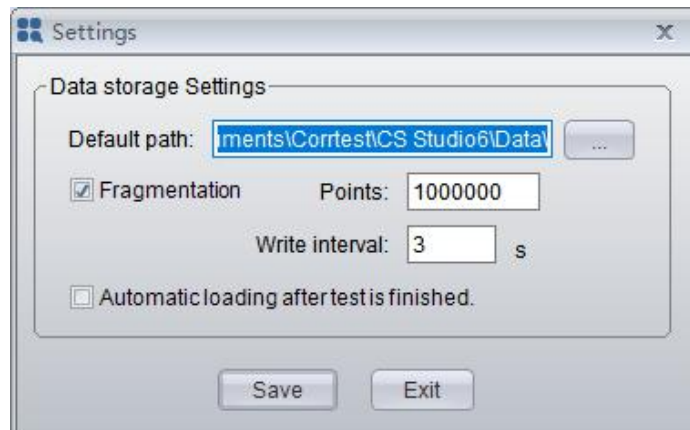 Settings
Data storage Settings
Default path: ments\Corrtest\CS Studio6\Data\ ...
Fragmentation Points: 1000000
Write interval: 3 s
Automatic loading after test is finished.
Save Exit